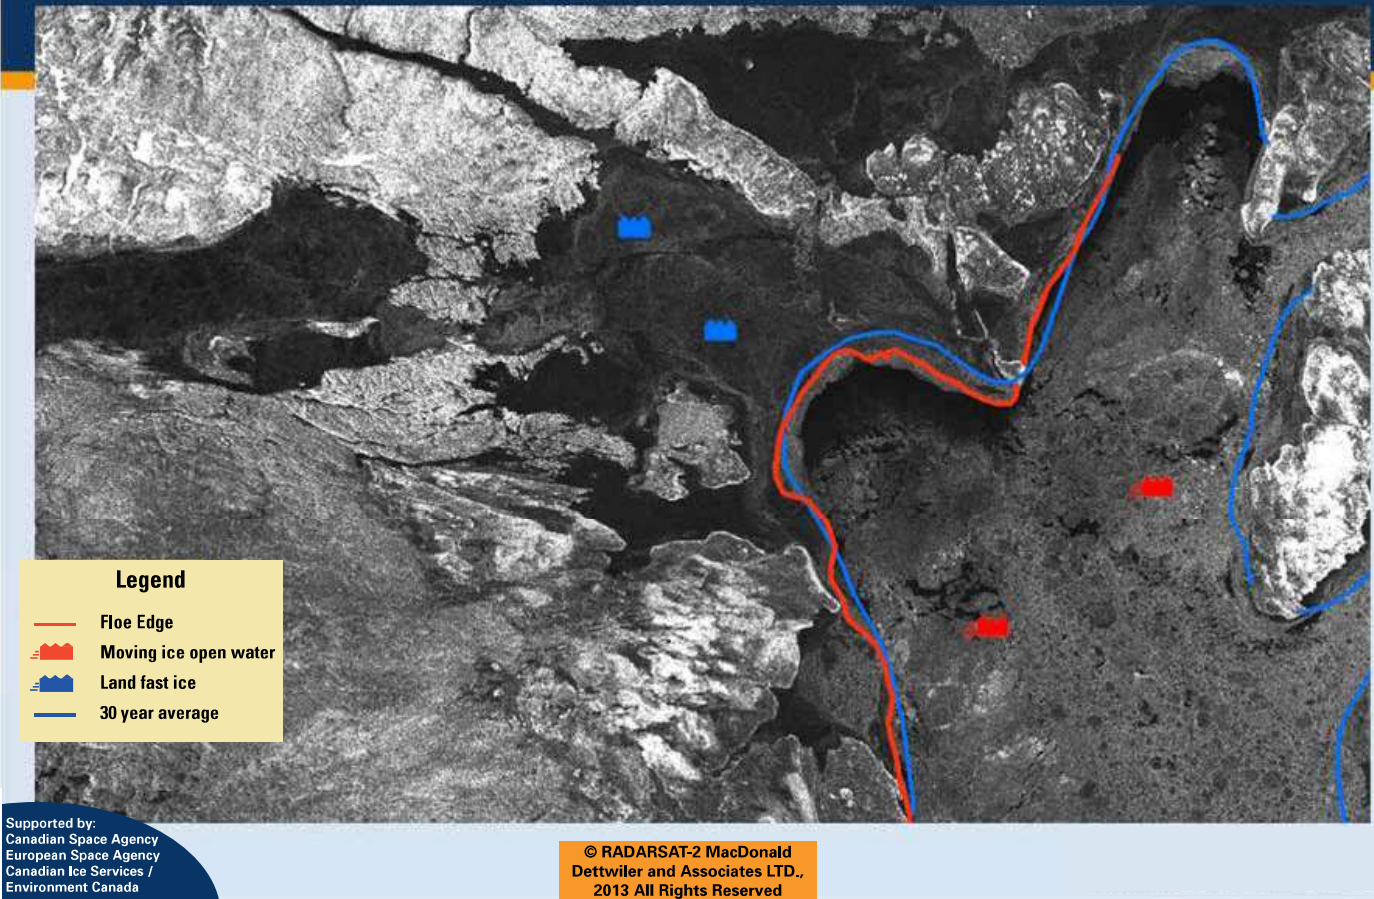 Legend
Floe Edge
Moving ice open water
Land fast ice
30 year average
Supported by:
Canadian Space Agency
European Space Agency
Canadian Ice Services /
Environment Canada
© RADARSAT-2 MacDonald
Dettwiler and Associates LTD.,
2013 All Rights Reserved